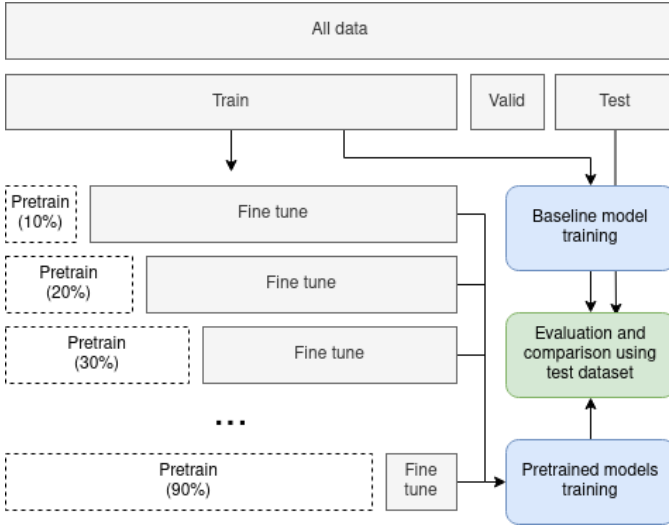 All data
Train
Valid
Test
Pretrain
(10%)
Fine tune
Baseline model
training
Pretrain
(20%)
Fine tune
Pretrain
(30%)
Fine tune
Evaluation and
comparison using
test dataset
...
Pretrain
(90%)
Fine
tune
Pretrained models
training